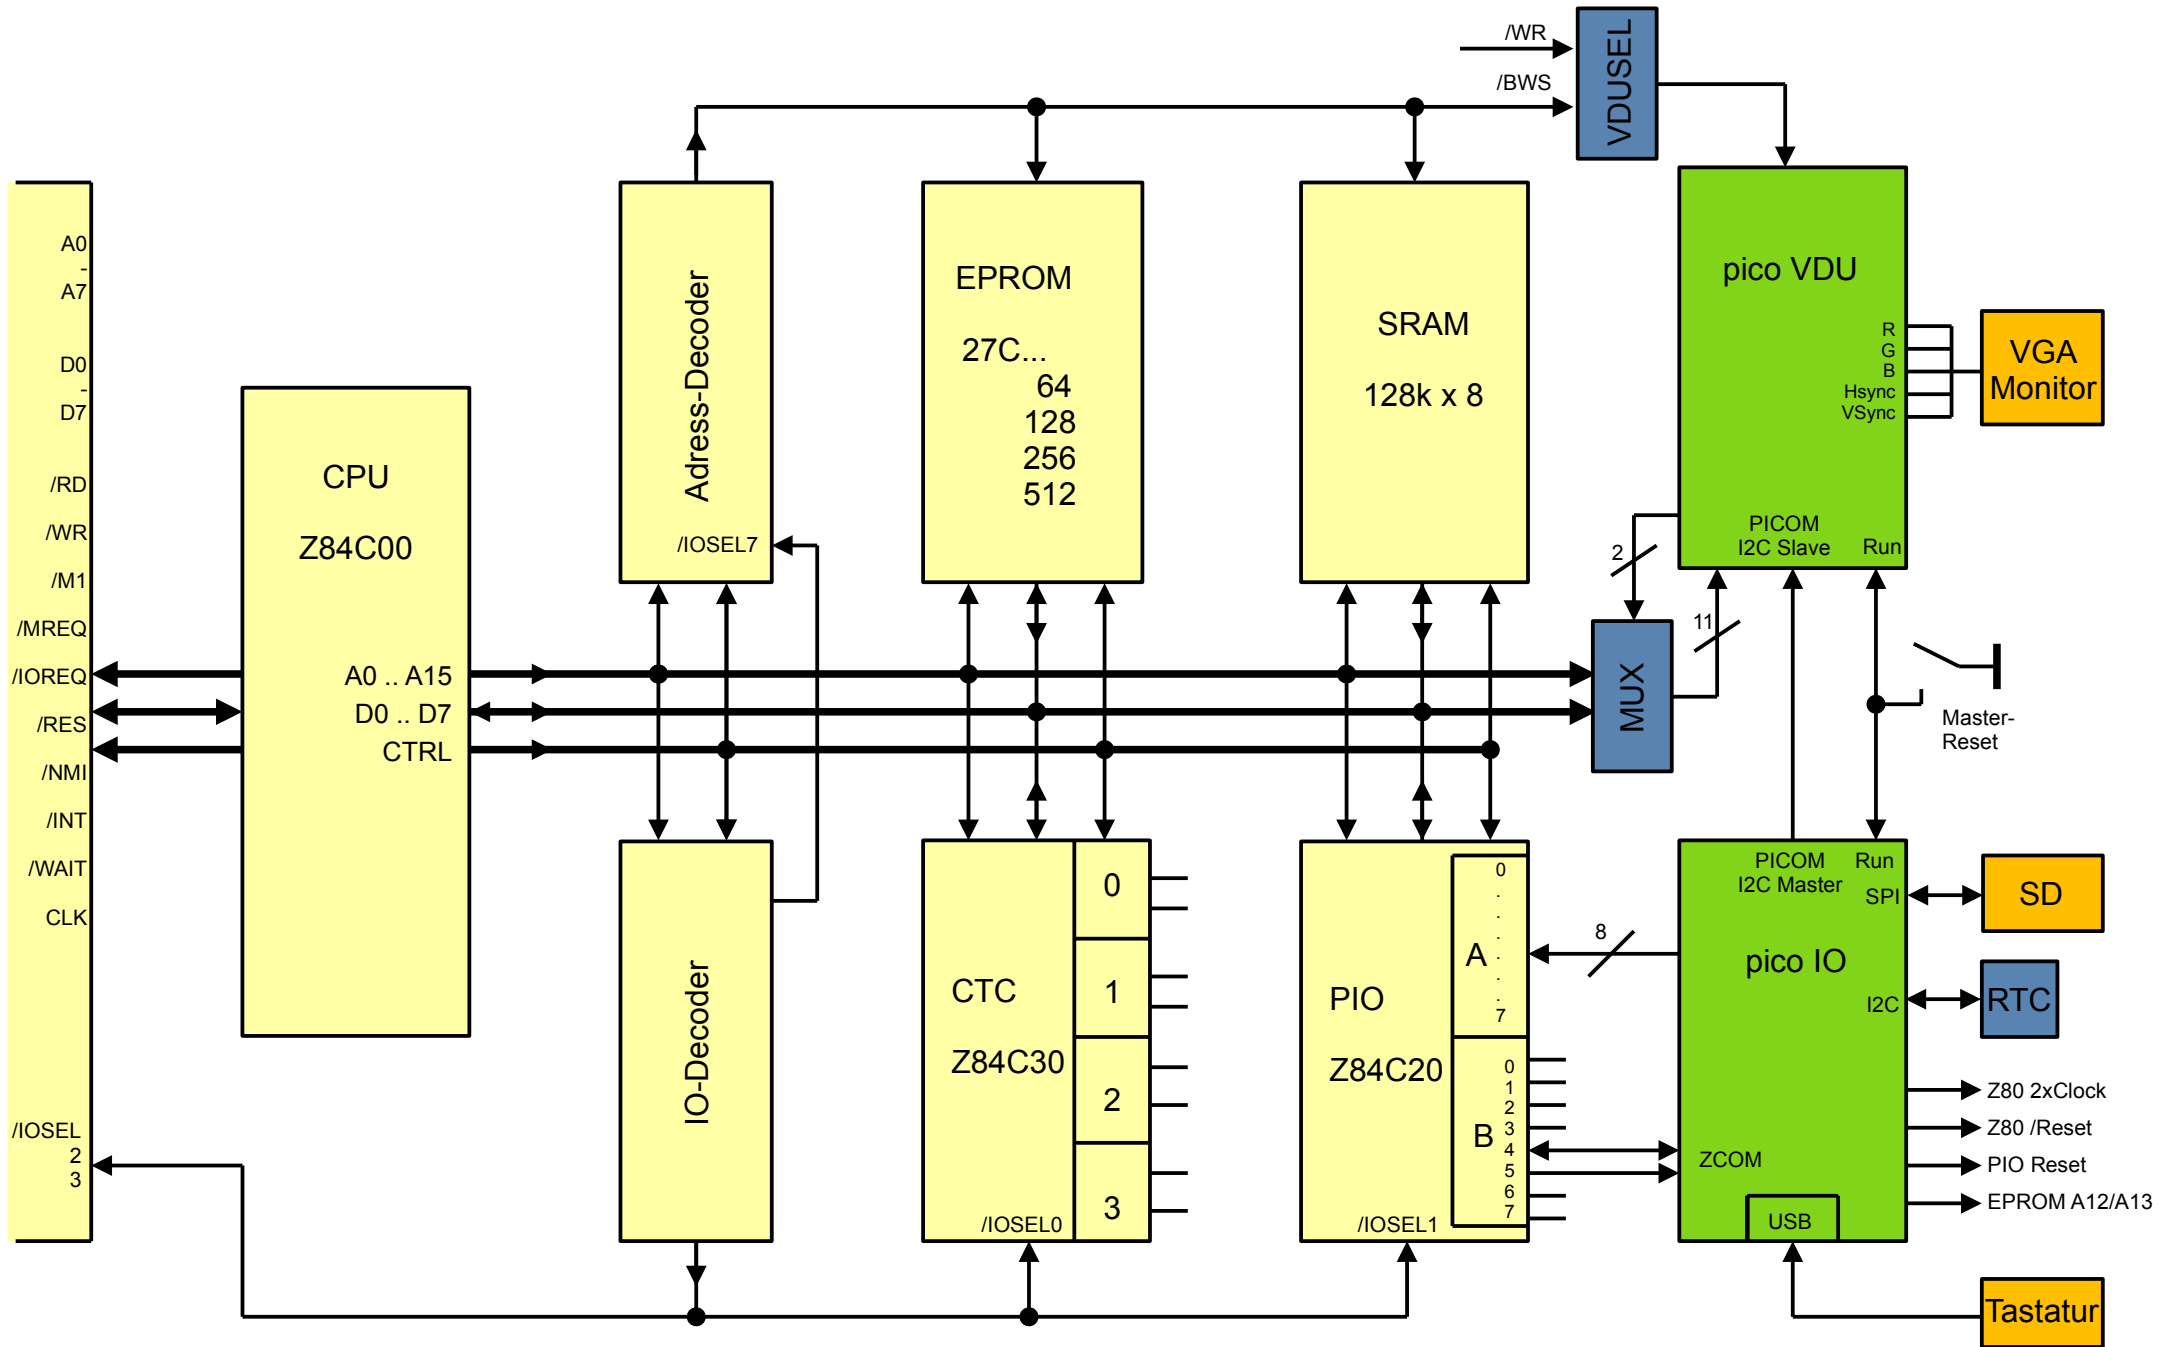 /WR
/BWS
VDUSEL
A0
-
A7
D0
-
D7
/RD
/WR
/M1
/MREQ
/IOREQ
/RES
/NMI
/INT
/WAIT
CLK
/IOSEL
2
3
CPU
Z84C00
A0 .. A15
D0 .. D7
CTRL
Adress-Decoder
/IOSEL7
IO-Decoder
EPROM
27C...
64
128
256
512
CTC
Z84C30
/IOSEL0
0
1
2
3
SRAM
128k x 8
PIO
Z84C20
/IOSEL1
A
0
.
.
.
.
.
.
7
B
0
1
2
3
4
5
6
7
MUX
2
11
8
pico VDU
R
G
B
Hsync
VSync
PICOM
I2C Slave
Run
VGA
Monitor
Master-
Reset
PICOM
I2C Master
Run
SPI
pico IO
I2C
ZCOM
USB
SD
RTC
Z80 2xClock
Z80 /Reset
PIO Reset
EPROM A12/A13
Tastatur